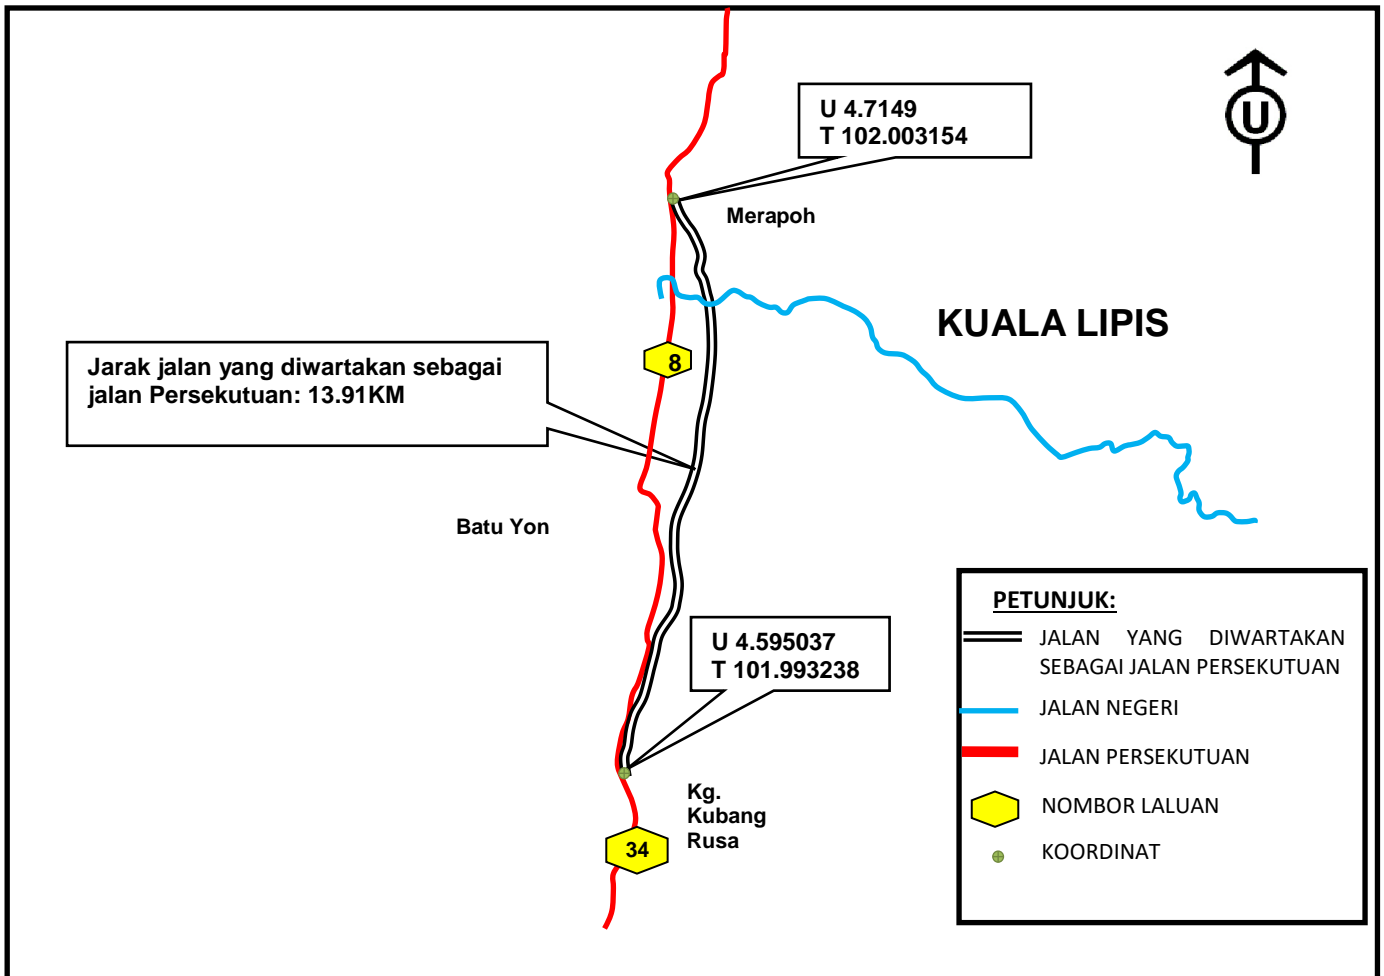 U 4.7149
T 102.003154
U
Merapoh
KUALA LIPIS
8
Jarak jalan yang diwartakan sebagai
jalan Persekutuan: 13.91KM
Batu Yon
U 4.595037
T 101.993238
Kg.
Kubang
Rusa
34
PETUNJUK:
JALAN YANG DIWARTAKAN
SEBAGAI JALAN PERSEKUTUAN
JALAN NEGERI
JALAN PERSEKUTUAN
NOMBOR LALUAN
KOORDINAT